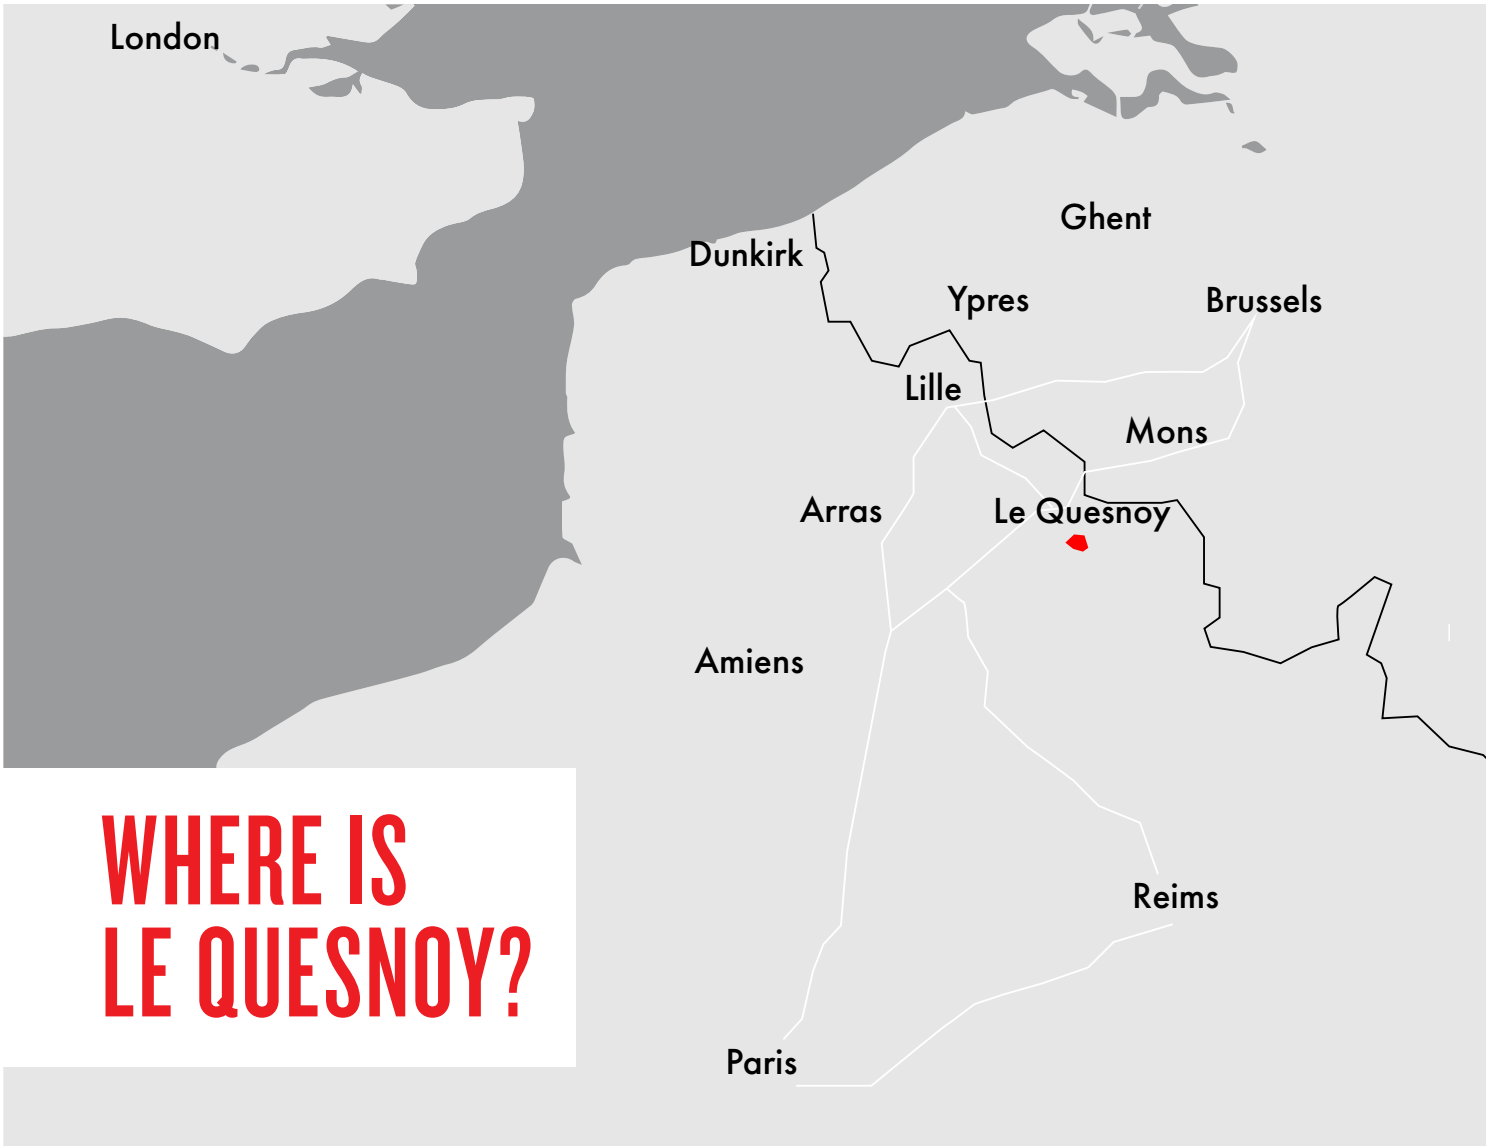 London
Ghent
Dunkirk
Ypres
Brussels
Lille
Mons
Arras
Le Quesnoy
Amiens
WHERE IS
LE QUESNOY?
Reims
Paris